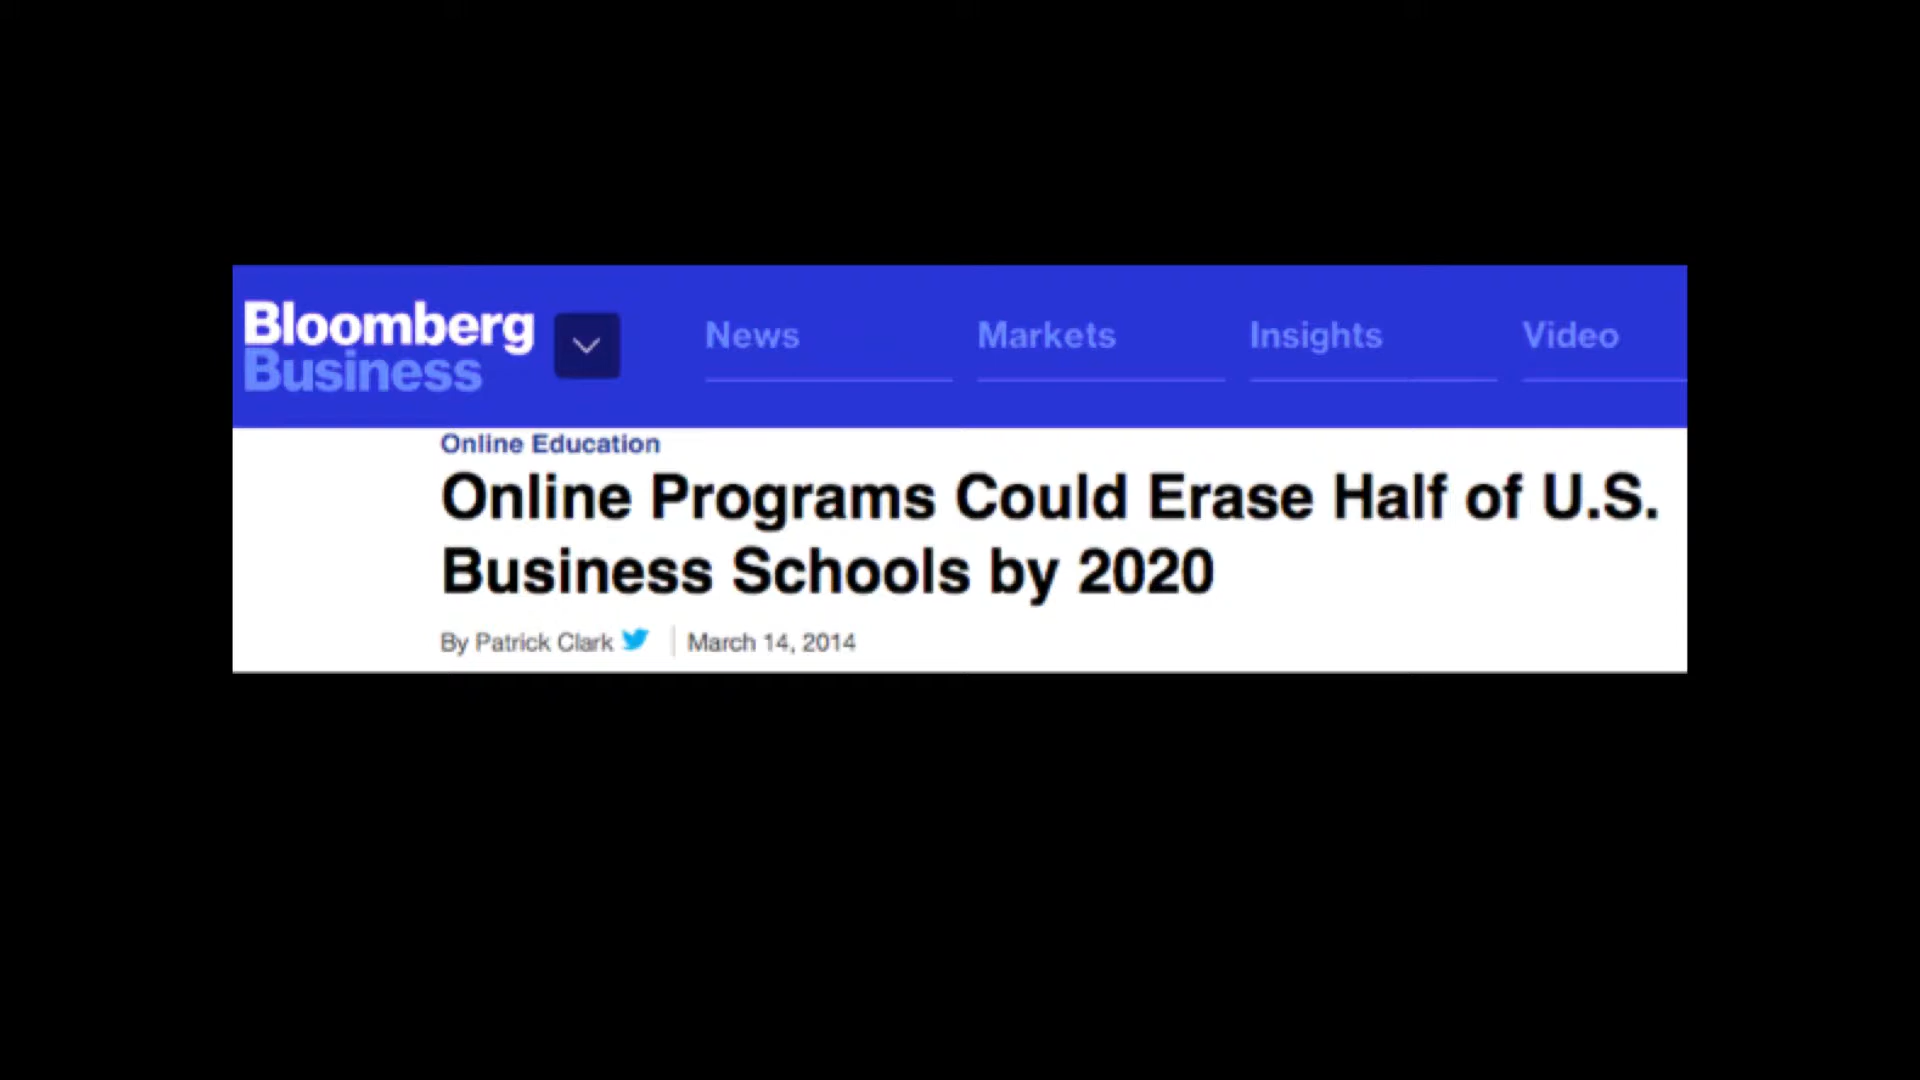 Bloomberg
Business
News Markets Insights Video
Online Education
Online Programs Could Erase Half of U.S.
Business Schools by 2020
By Patrick Clark | March 14, 2014